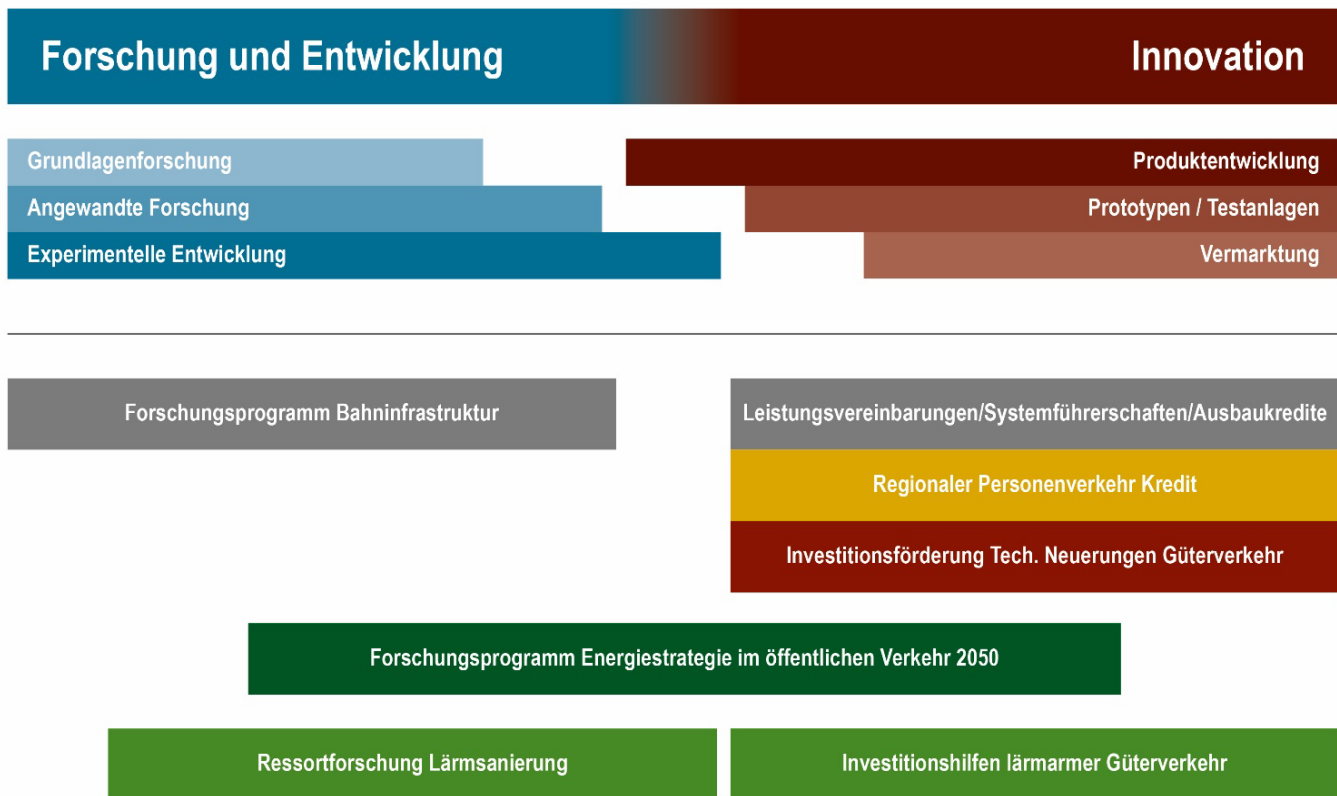 Forschung und Entwicklung
Innovation
Grundlagenforschung
Produktentwicklung
Angewandte Forschung
Prototypen / Testanlagen
Experimentelle Entwicklung
Vermarktung
Forschungsprogramm Bahninfrastruktur
Leistungsvereinbarungen/Systemführerschaften/Ausbaukredite
Regionaler Personenverkehr Kredit
Investitionsförderung Tech. Neuerungen Güterverkehr
Forschungsprogramm Energiestrategie im öffentlichen Verkehr 2050
Ressortforschung Lärmsanierung
Investitionshilfen lärmarmer Güterverkehr